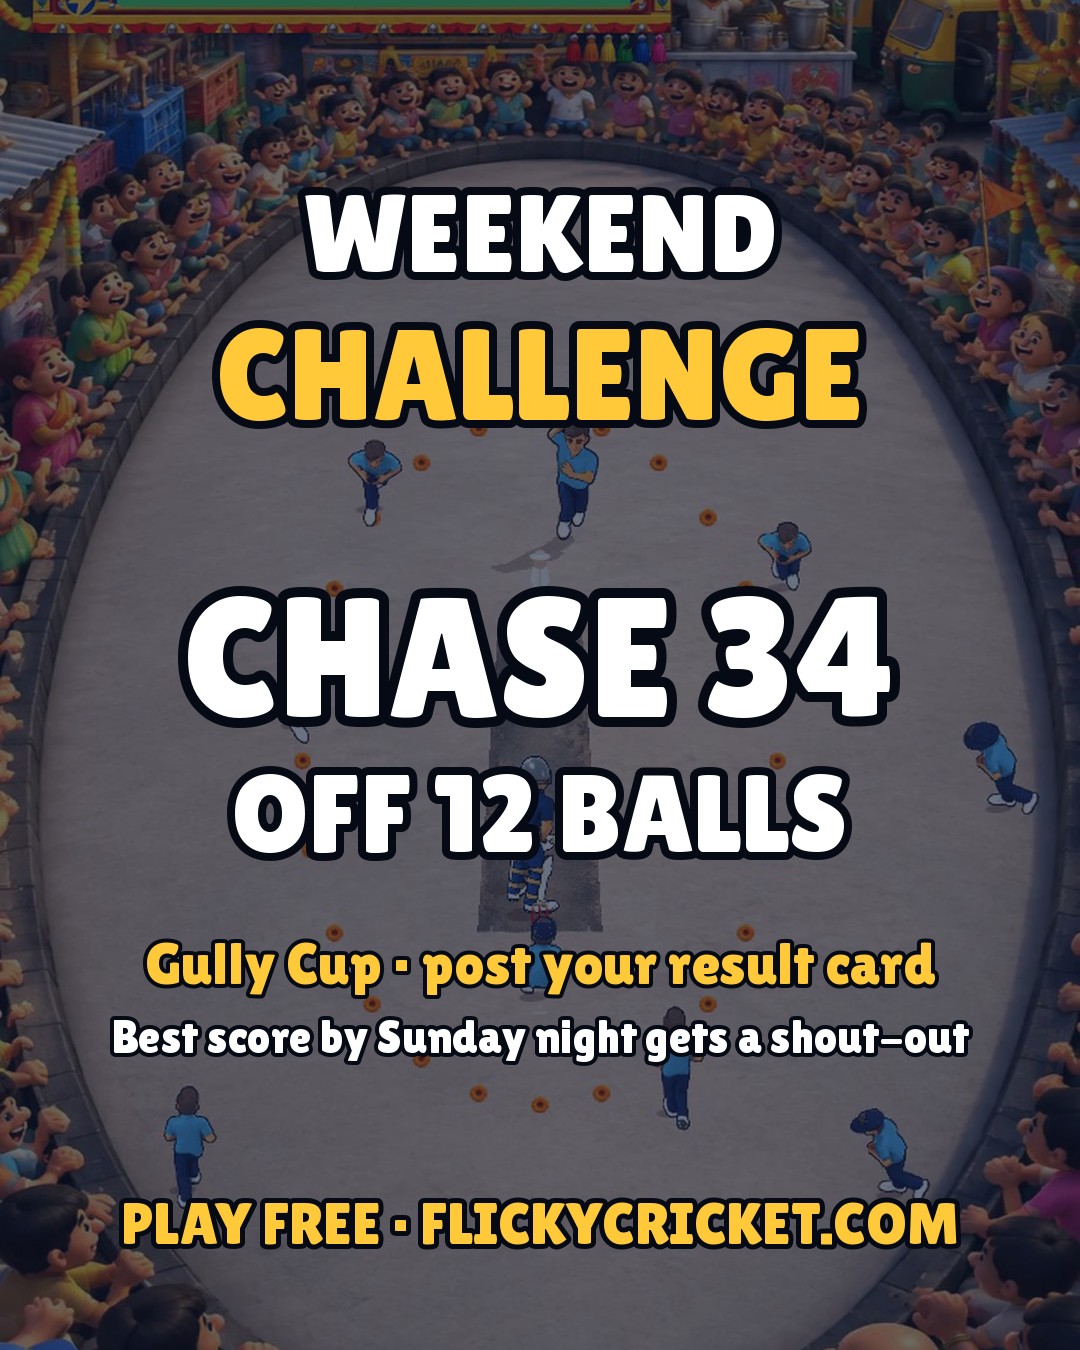 WEEKEND
CHALLENGE
CHASE 34
OFF 12 BALLS
Gully Cup · post your result card
Best score by Sunday night gets a shout-out
PLAY FREE · FLICKYCRICKET.COM